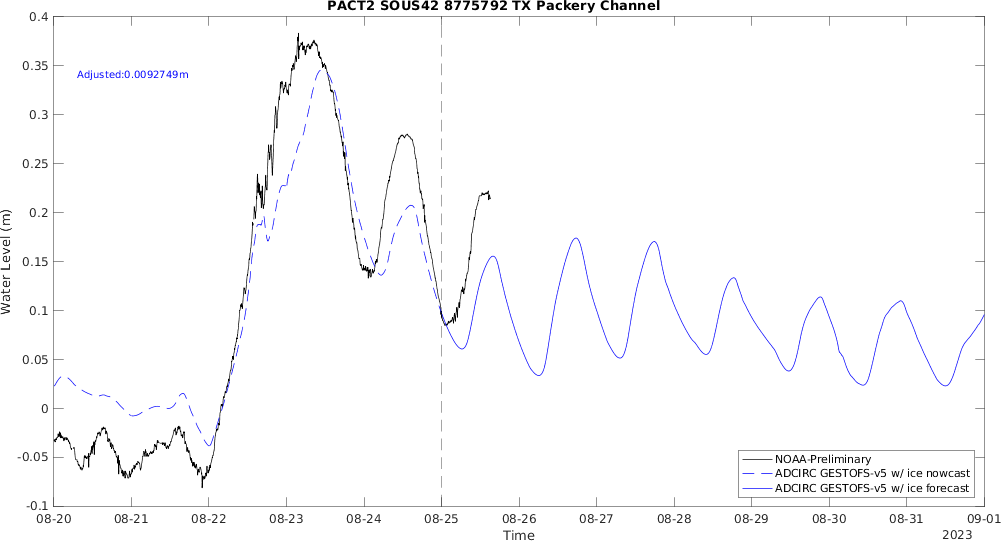 PACT2 SOUS42 8775792 TX Packery Channel
Adjusted:0.0092749m
Water Level (m)
0.4
0.35
0.3
0.25
0.2
0.15
0.1
0.05
0
-0.05
-0.1
NOAA-Preliminary
ADCIRC GESTOFS-v5 w/ ice nowcast
ADCIRC GESTOFS-v5 w/ ice forecast
08-20 08-21 08-22 08-23 08-24 08-25 08-26 08-27 08-28 08-29 08-30 08-31 09-01
Time
2023